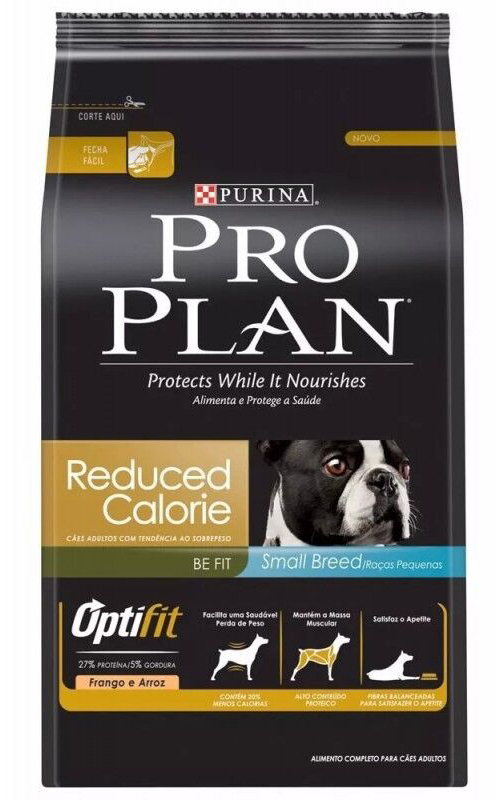 CORTE AQUI
FECHA
FÁCIL
NOVO
PURINA
PRO
PLAN
Protects While It Nourishes
Alimenta e Protege a Saúde
Reduced
Calorie
CÃES ADULTOS COM TENDÊNCIA AO SOBREPESO
BE FIT
Small Breed/Raças Pequenas
Optifit
27% PROTEÍNA/5% GORDURA
Frango e Arroz
Facilita uma Saudável
Perda de Peso
CONTÉM 20%
MENOS CALORIAS
Mantém a Massa
Muscular
ALTO CONTEÚDO
PROTEICO
Satisfaz o Apetite
FIBRAS BALANCEADAS
PARA SATISFAZER O APETITE
ALIMENTO COMPLETO PARA CÃES ADULTOS